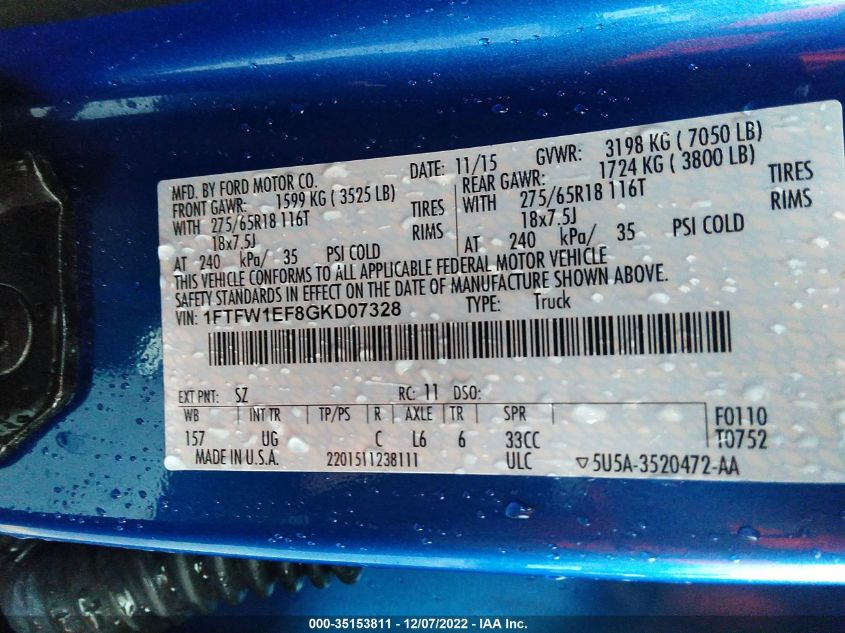 MFD. BY FORD MOTOR CO. DATE: 11/15 GVWR: 3198 KG ( 7050 LB)
FRONT GAWR: 1599 KG ( 3525 LB) REAR GAWR: 1724 KG ( 3800 LB)
WITH 275/65R18 116T TIRES WITH 275/65R18 116T TIRES
18x7.5J RIMS 18x7.5J RIMS
AT 240 kPa/ 35 PSI COLD AT 240 kPa/ 35 PSI COLD
THIS VEHICLE CONFORMS TO ALL APPLICABLE FEDERAL MOTOR VEHICLE
SAFETY STANDARDS IN EFFECT ON THE DATE OF MANUFACTURE SHOWN ABOVE.
VIN: 1FTFW1EF8GKD07328 TYPE: Truck
EXT PNT: SZ RC: 11 DSO:
WB INT TR TP/PS R AXLE TR SPR F0110
157 UG C L6 6 33CC T0752
MADE IN U.S.A. 2201511238111 ULC ▽5U5A-3520472-AA
000-35153811 - 12/07/2022 - IAA Inc.